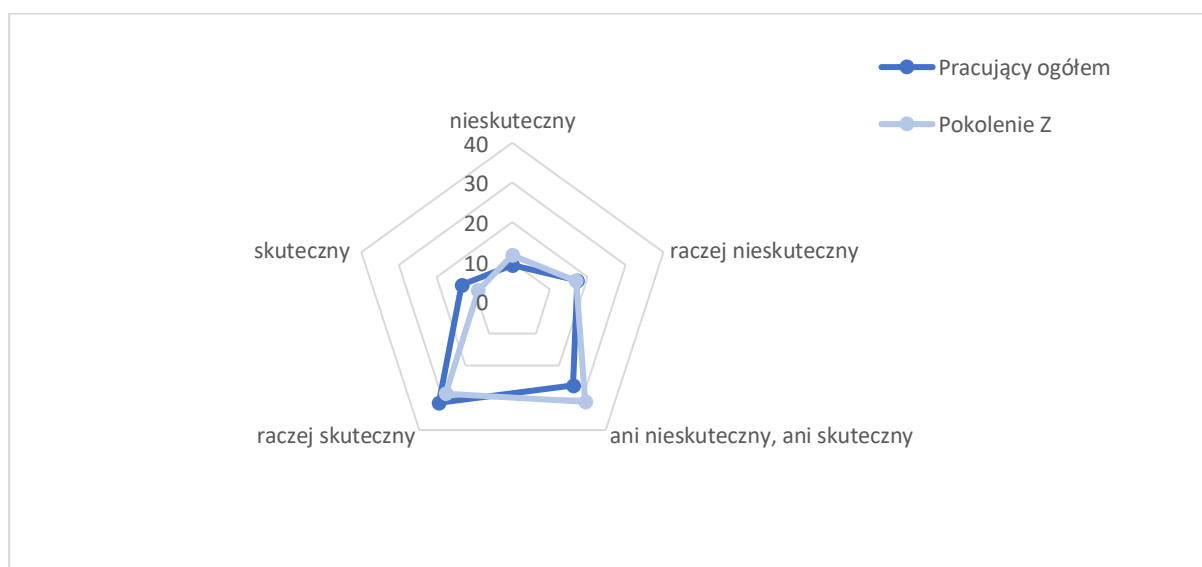 Pracujący ogółem
Pokolenie Z
nieskuteczny
40
30
20
10
0
raczej nieskuteczny
skuteczny
raczej skuteczny
ani nieskuteczny, ani skuteczny